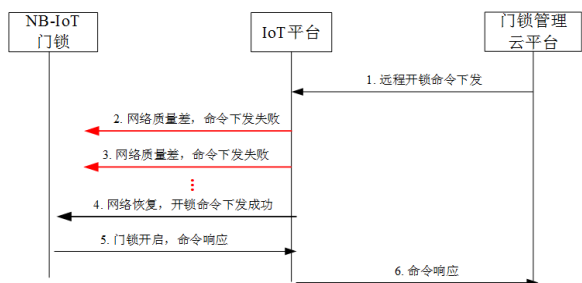 NB-IoT
门锁
IoT平台
门锁管理
云平台
1. 远程开锁命令下发
2. 网络质量差，命令下发失败
3. 网络质量差，命令下发失败
4. 网络恢复，开锁命令下发成功
5. 门锁开启，命令响应
6. 命令响应